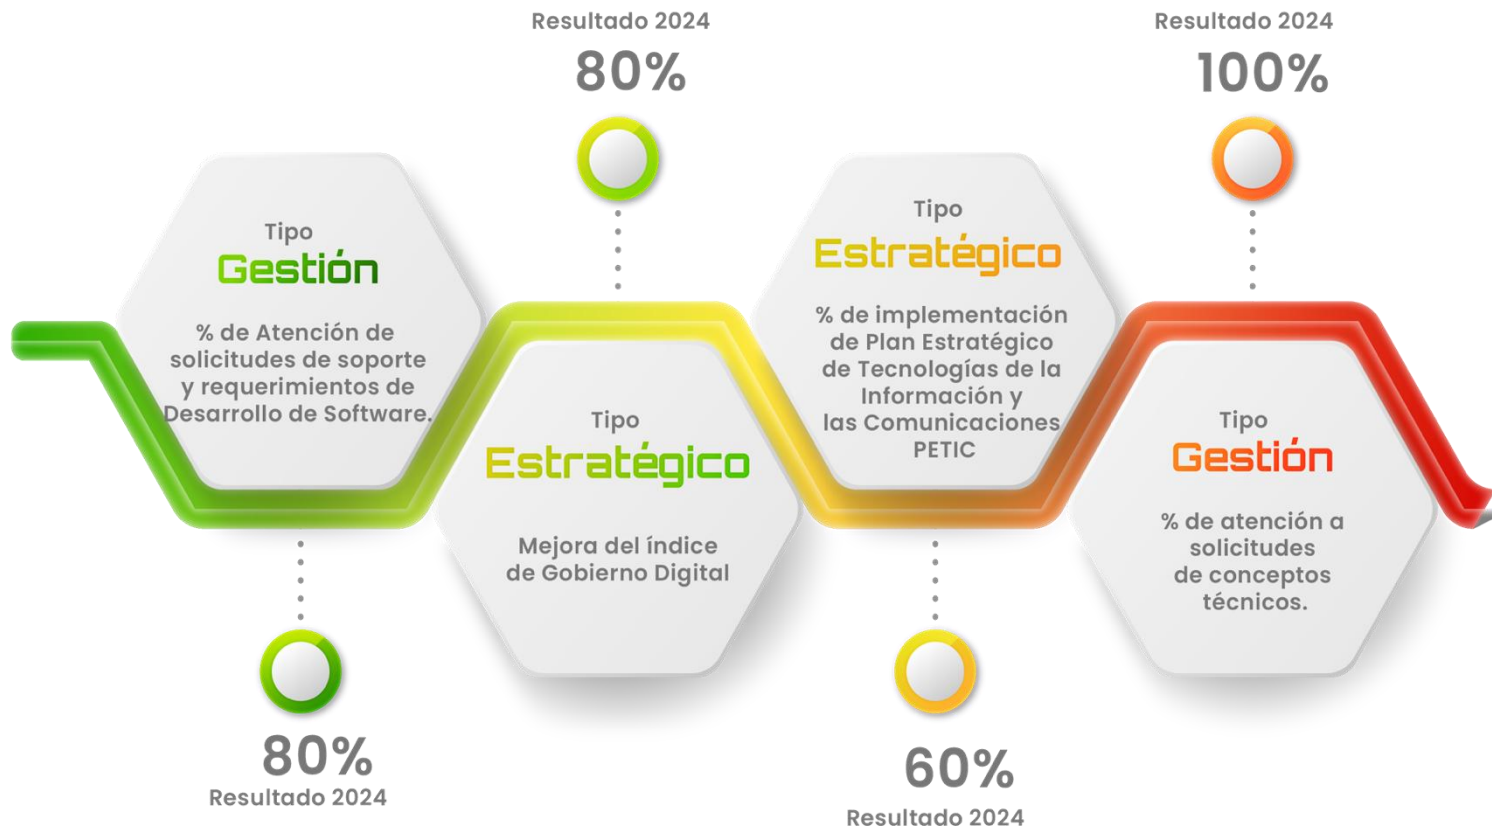 Tipo
Gestión
% de Atención de
solicitudes de soporte
y requerimientos de
Desarrollo de Software.
80%
Resultado 2024
Resultado 2024
80%
Tipo
Estratégico
Mejora del índice
de Gobierno Digital
Tipo
Estratégico
% de implementación
de Plan Estratégico
de Tecnologías de la
Información y
las Comunicaciones
PETIC
60%
Resultado 2024
Resultado 2024
100%
Tipo
Gestión
% de atención a
solicitudes
de conceptos
técnicos.